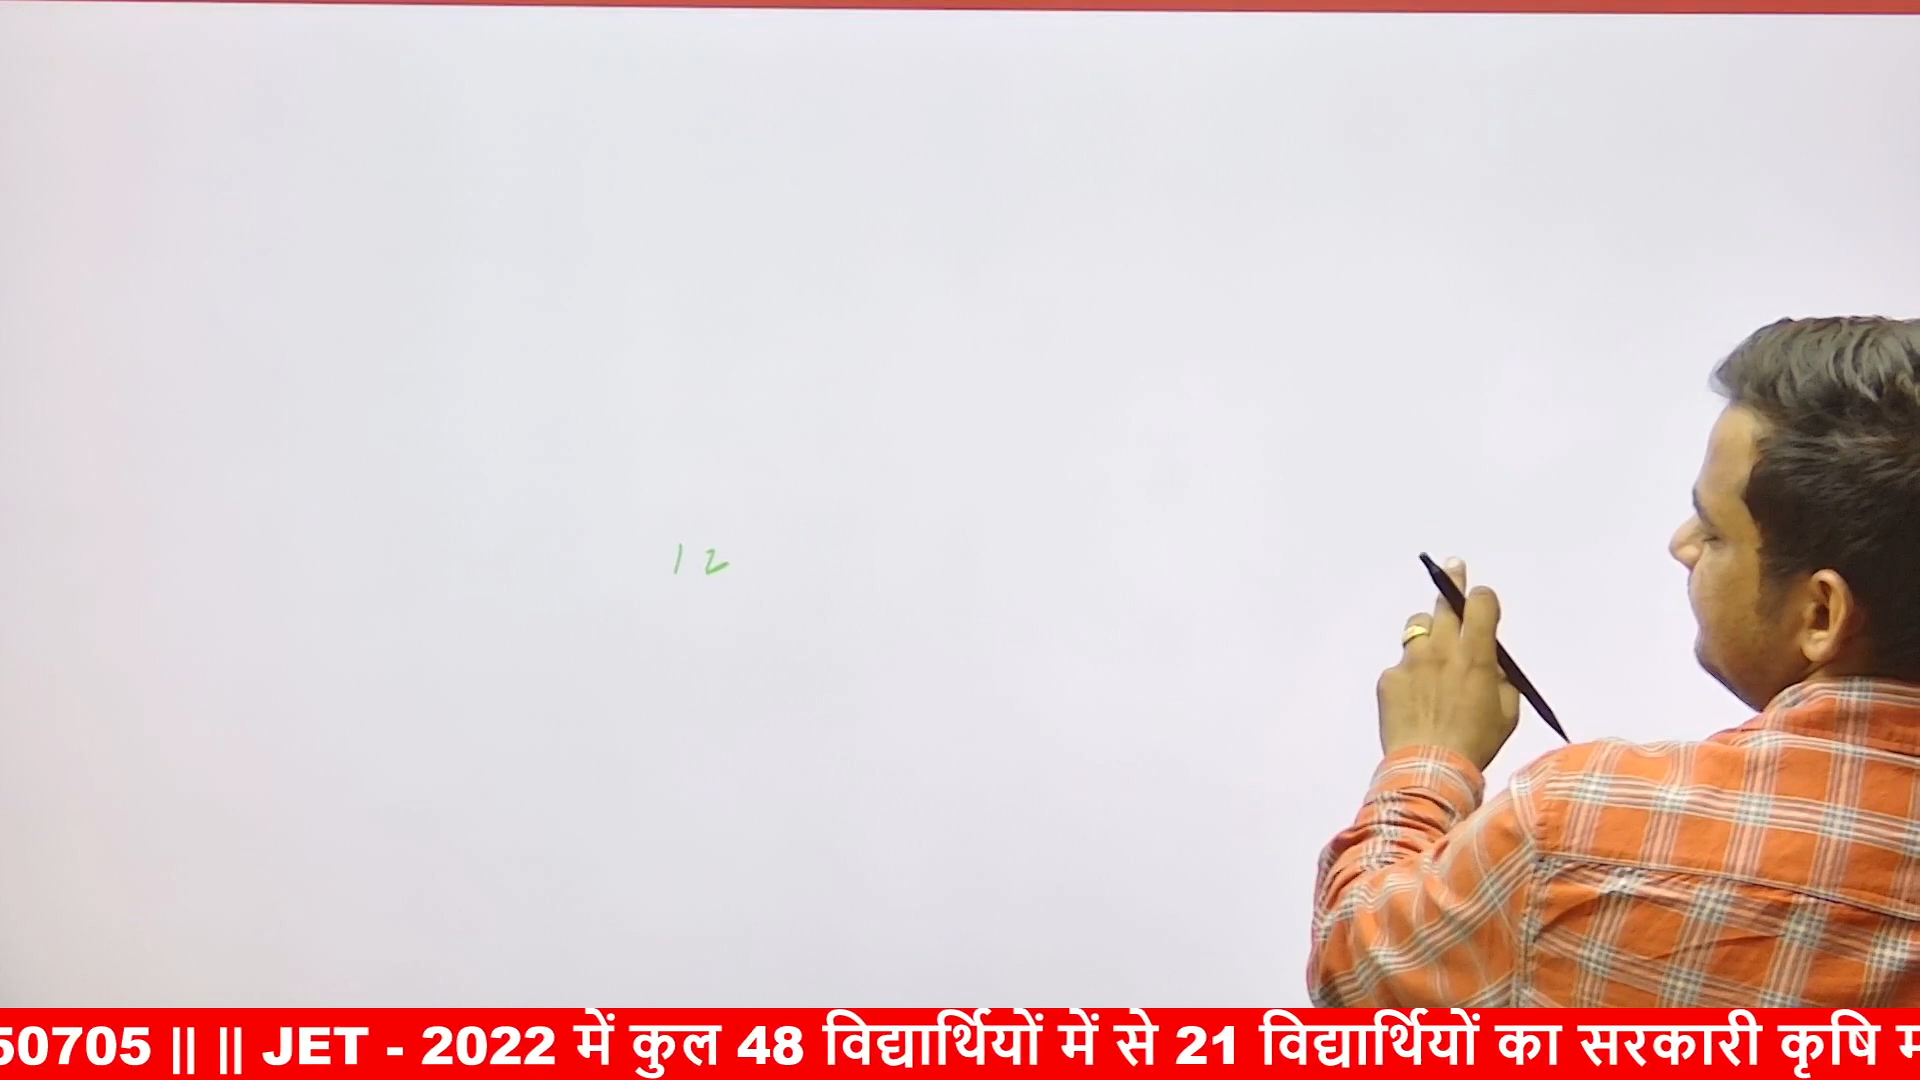 12
50705 || || JET - 2022 में कुल 48 विद्यार्थियों में से 21 विद्यार्थियों का सरकारी कृषि